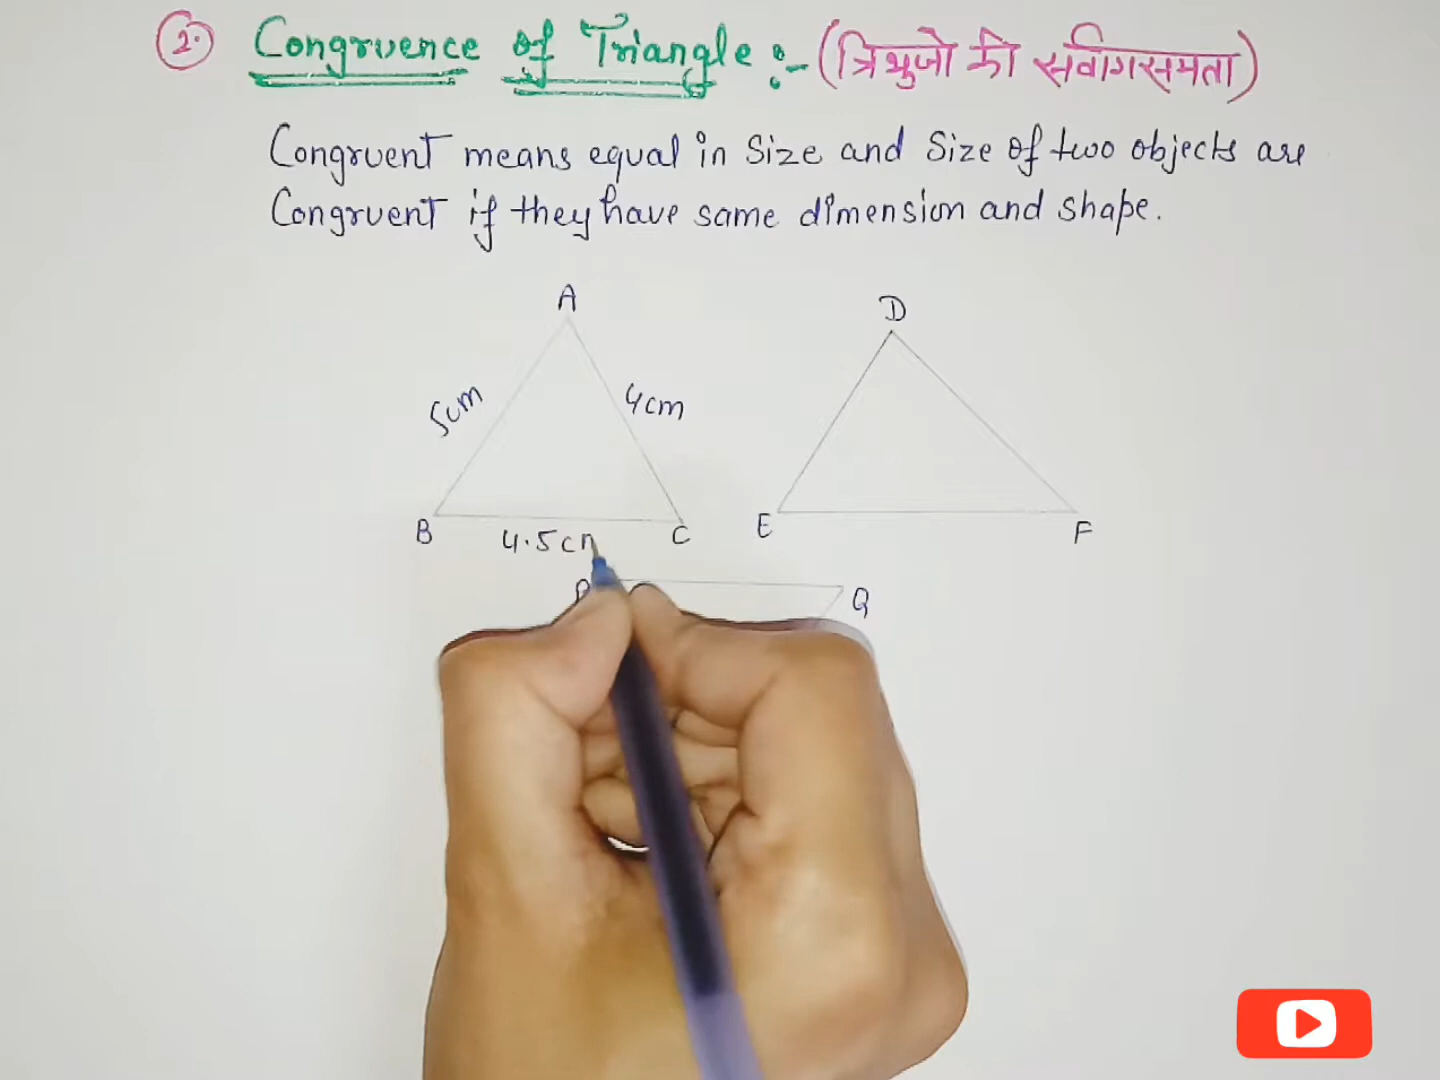 2.
Congruence of Triangle :- (त्रिभुजो की सर्वागसमता)
Congruent means equal in Size and Size of two objects are
Congruent if they have same dimension and shape.
A
D
5cm
4cm
B
4.5cm
C
E
F
P
Q